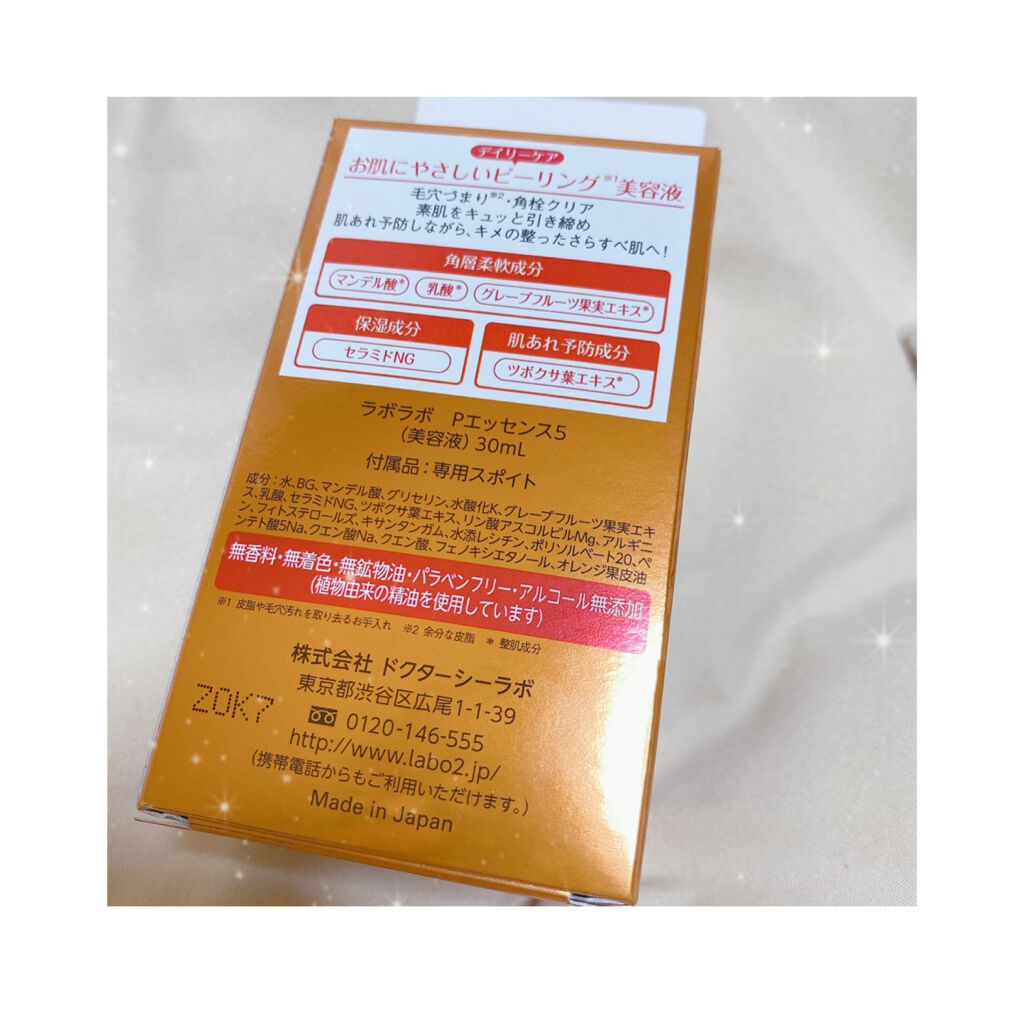 デイリーケア
お肌にやさしいピーリング※1美容液
毛穴づまり※2・角栓クリア
素肌をキュッと引き締め
肌あれ予防しながら、キメの整ったさらすべ肌へ!
角層柔軟成分
マンデル酸* 乳酸* グレープフルーツ果実エキス*
保湿成分
セラミドNG
肌あれ予防成分
ツボクサ葉エキス*
ラボラボ Pエッセンス5
(美容液) 30mL
付属品:専用スポイト
成分:水、BG、マンデル酸、グリセリン、水酸化K、グレープフルーツ果実エキ
ス、乳酸、セラミドNG、ツボクサ葉エキス、リン酸アスコルビルMg、アルギニ
ン、フィトステロールズ、キサンタンガム、水添レシチン、ポリソルベート20、ペ
ンテト酸5Na、クエン酸Na、クエン酸、フェノキシエタノール、オレンジ果皮油
無香料・無着色・無鉱物油・パラベンフリー・アルコール無添加
(植物由来の精油を使用しています)
※1 皮脂や毛穴汚れを取り去るお手入れ ※2 余分な皮脂 * 整肌成分
株式会社 ドクターシーラボ
東京都渋谷区広尾1-1-39
0120-146-555
http://www.labo2.jp/
(携帯電話からもご利用いただけます。)
Made in Japan
ZOK7